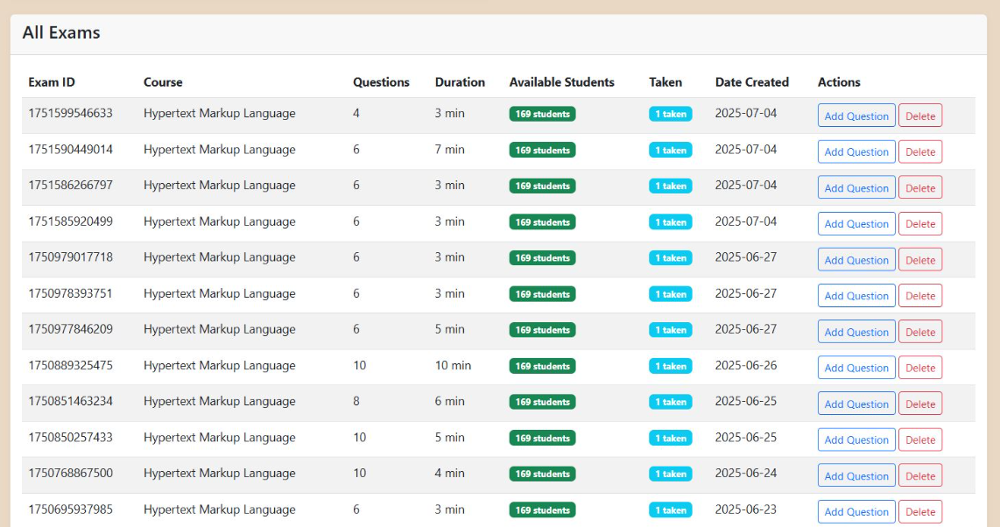 All Exams
Exam ID Course Questions Duration Available Students Taken Date Created Actions
1751599546633 Hypertext Markup Language 4 3 min 169 students 1 taken 2025-07-04 Add Question Delete
1751590449014 Hypertext Markup Language 6 7 min 169 students 1 taken 2025-07-04 Add Question Delete
1751586266797 Hypertext Markup Language 6 3 min 169 students 1 taken 2025-07-04 Add Question Delete
1751585920499 Hypertext Markup Language 6 3 min 169 students 1 taken 2025-07-04 Add Question Delete
1750979017718 Hypertext Markup Language 6 3 min 169 students 1 taken 2025-06-27 Add Question Delete
1750978393751 Hypertext Markup Language 6 3 min 169 students 1 taken 2025-06-27 Add Question Delete
1750977846209 Hypertext Markup Language 6 5 min 169 students 1 taken 2025-06-27 Add Question Delete
1750889325475 Hypertext Markup Language 10 10 min 169 students 1 taken 2025-06-26 Add Question Delete
1750851463234 Hypertext Markup Language 8 6 min 169 students 1 taken 2025-06-25 Add Question Delete
1750850257433 Hypertext Markup Language 10 5 min 169 students 1 taken 2025-06-25 Add Question Delete
1750768867500 Hypertext Markup Language 10 4 min 169 students 1 taken 2025-06-24 Add Question Delete
1750695937985 Hypertext Markup Language 6 3 min 169 students 1 taken 2025-06-23 Add Question Delete